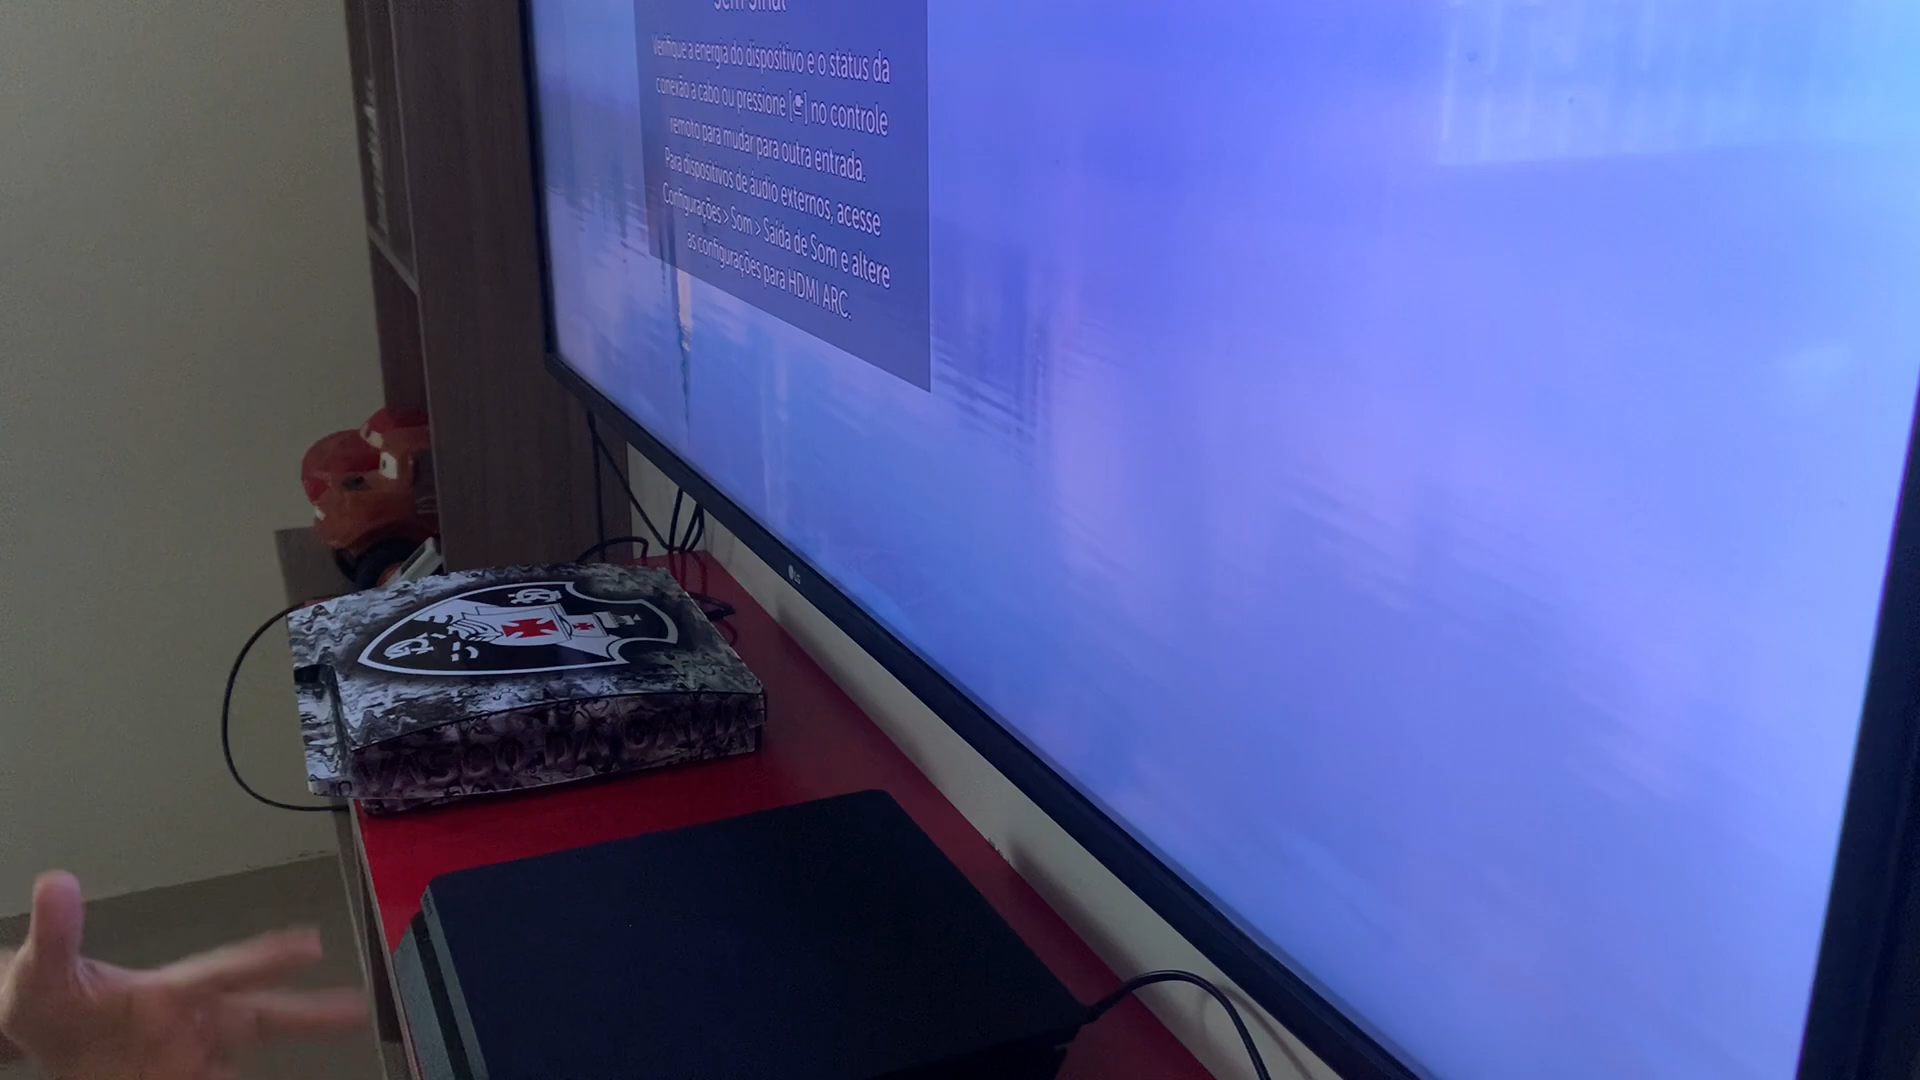 Sem sinal
Verifique a energia do dispositivo e o status da
conexão a cabo ou pressione [ ] no controle
remoto para mudar para outra entrada.
Para dispositivos de áudio externos, acesse
Configurações > Som > Saída de Som e altere
as configurações para HDMI ARC.
LG
VASCO DA GAMA